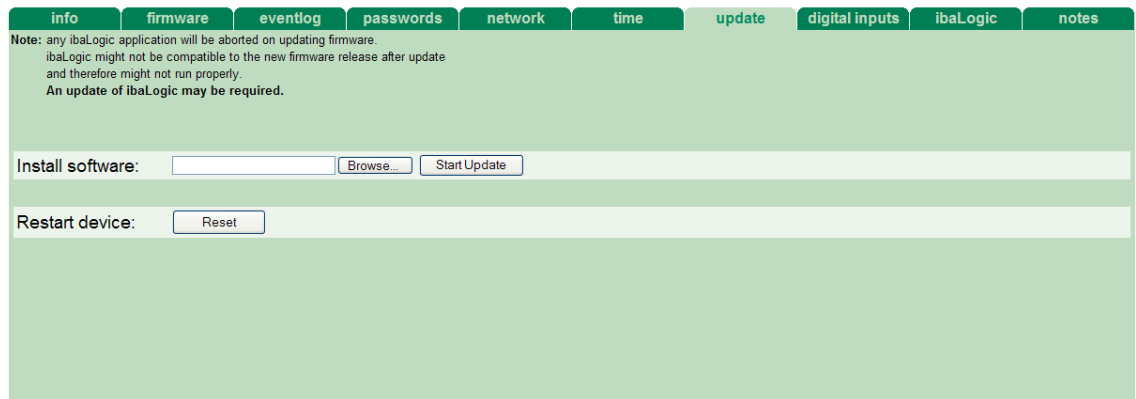 info firmware eventlog passwords network time update digital inputs ibaLogic notes
Note: any ibaLogic application will be aborted on updating firmware.
ibaLogic might not be compatible to the new firmware release after update
and therefore might not run properly.
An update of ibaLogic may be required.
Install software: Browse... Start Update
Restart device: Reset